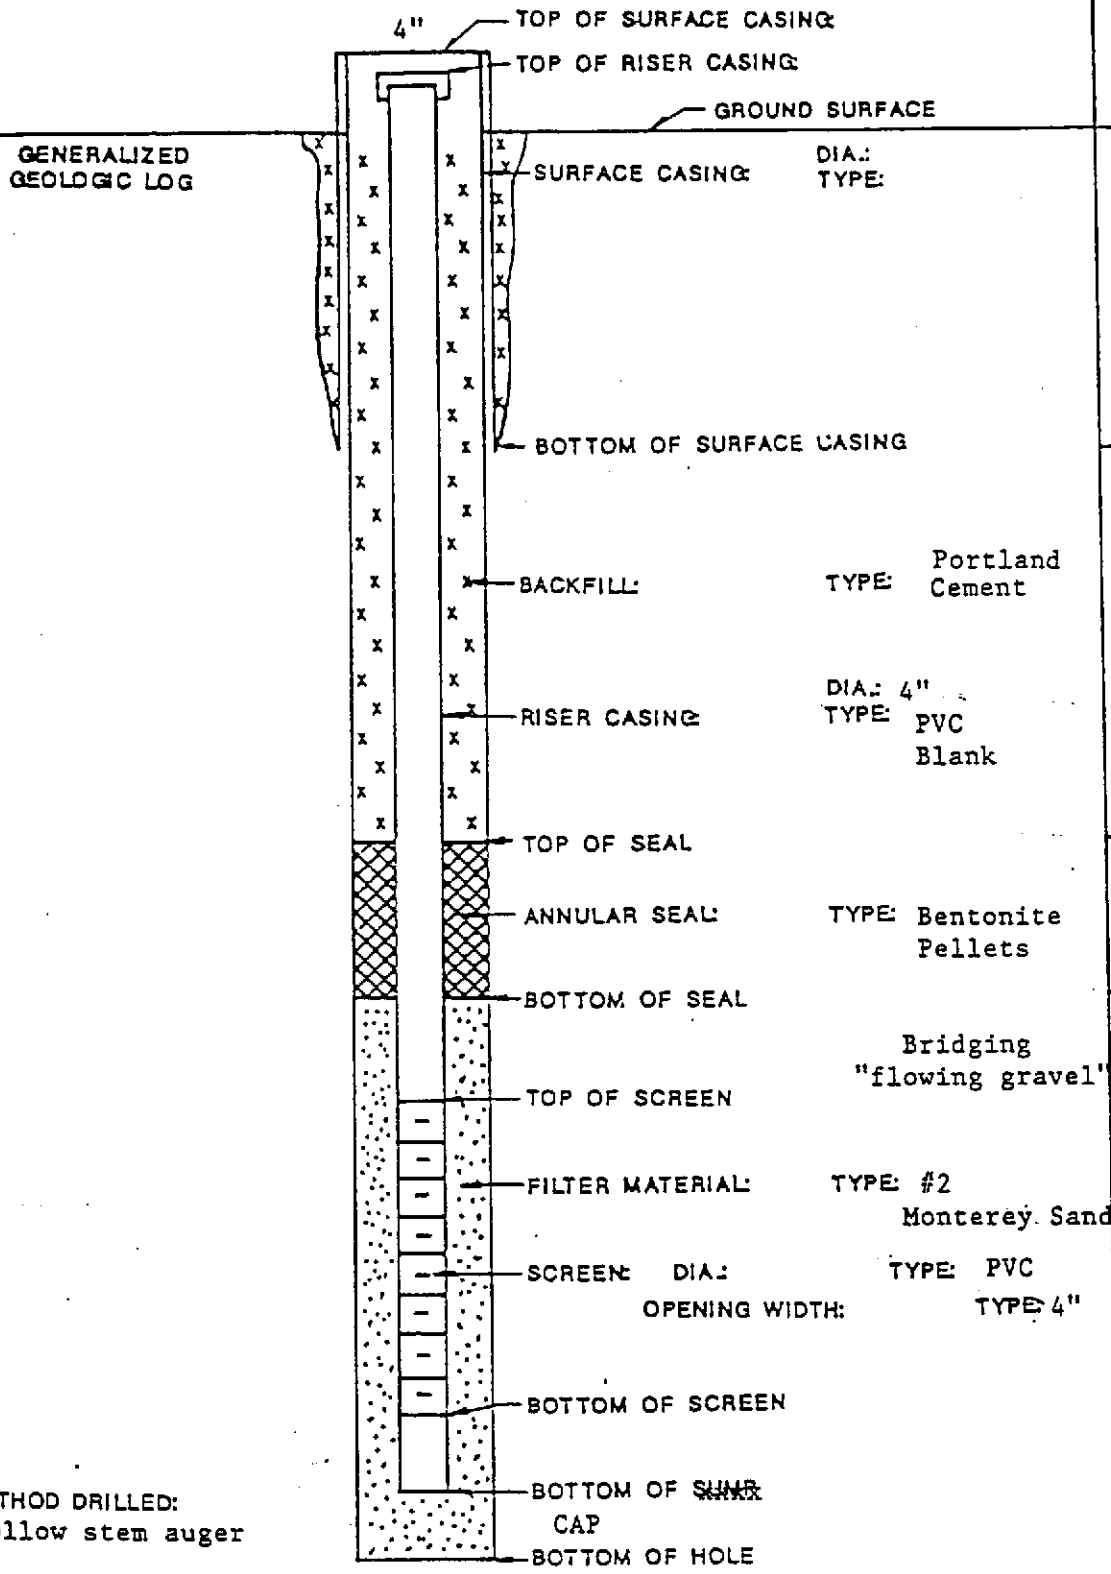 4"
TOP OF SURFACE CASING:
TOP OF RISER CASING:
GROUND SURFACE
GENERALIZED
GEOLOGIC LOG
SURFACE CASING: DIA.:
TYPE:
BOTTOM OF SURFACE CASING
BACKFILL: TYPE: Portland
Cement
RISER CASING: DIA.: 4"
TYPE: PVC
Blank
TOP OF SEAL
ANNULAR SEAL: TYPE: Bentonite
Pellets
BOTTOM OF SEAL
Bridging
"flowing gravel"
TOP OF SCREEN
FILTER MATERIAL: TYPE: #2
Monterey Sand
SCREEN: DIA.: TYPE: PVC
OPENING WIDTH: TYPE: 4"
BOTTOM OF SCREEN
BOTTOM OF SUMP
CAP
BOTTOM OF HOLE
THOD DRILLED:
llow stem auger